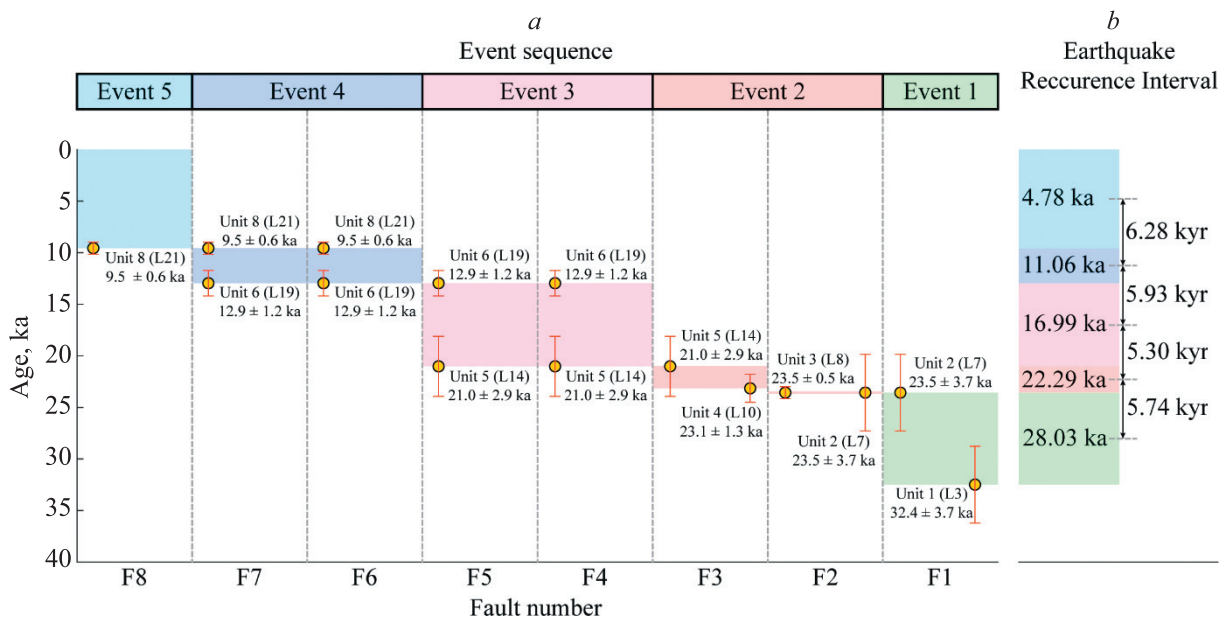 a
Event sequence
Event 5
Event 4
Event 3
Event 2
Event 1
b
Earthquake
Reccurence Interval
Age, ka
0
5
10
15
20
25
30
35
40
Unit 8 (L21)
9.5 ± 0.6 ka
Unit 8 (L21)
9.5 ± 0.6 ka
Unit 6 (L19)
12.9 ± 1.2 ka
Unit 8 (L21)
9.5 ± 0.6 ka
Unit 6 (L19)
12.9 ± 1.2 ka
Unit 6 (L19)
12.9 ± 1.2 ka
Unit 5 (L14)
21.0 ± 2.9 ka
Unit 6 (L19)
12.9 ± 1.2 ka
Unit 5 (L14)
21.0 ± 2.9 ka
Unit 5 (L14)
21.0 ± 2.9 ka
Unit 4 (L10)
23.1 ± 1.3 ka
Unit 3 (L8)
23.5 ± 0.5 ka
Unit 2 (L7)
23.5 ± 3.7 ka
Unit 2 (L7)
23.5 ± 3.7 ka
Unit 1 (L3)
32.4 ± 3.7 ka
F8
F7
F6
F5
F4
F3
F2
F1
Fault number
4.78 ka
6.28 kyr
11.06 ka
5.93 kyr
16.99 ka
5.30 kyr
22.29 ka
5.74 kyr
28.03 ka